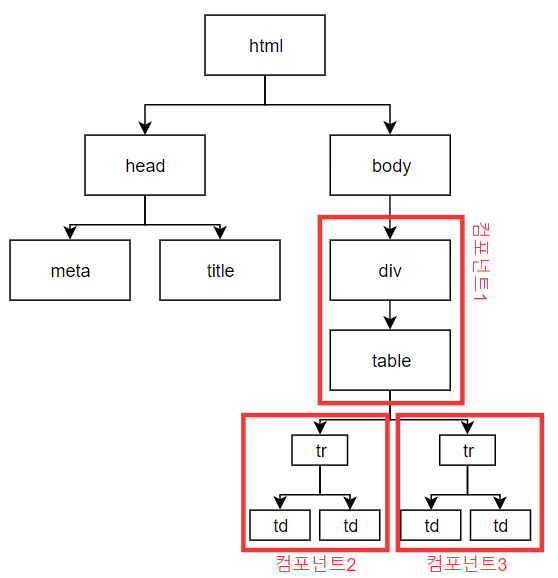 html
head
body
meta
title
div
컴포넌트1
table
tr
tr
td
td
td
td
컴포넌트2
컴포넌트3